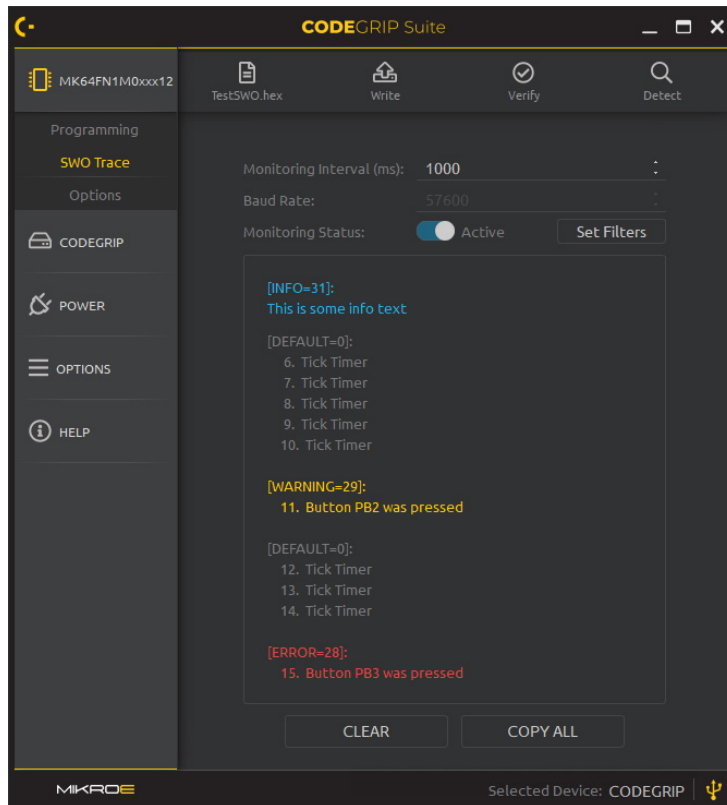 CODEGRIP Suite
MK64FN1M0xxx12
TestSWO.hex
Write
Verify
Detect
Programming
SWO Trace
Options
CODEGRIP
POWER
OPTIONS
HELP
Monitoring Interval (ms): 1000
Baud Rate: 57600
Monitoring Status: Active Set Filters
[INFO=31]:
This is some info text
[DEFAULT=0]:
6. Tick Timer
7. Tick Timer
8. Tick Timer
9. Tick Timer
10. Tick Timer
[WARNING=29]:
11. Button PB2 was pressed
[DEFAULT=0]:
12. Tick Timer
13. Tick Timer
14. Tick Timer
[ERROR=28]:
15. Button PB3 was pressed
CLEAR COPY ALL
MIKROE
Selected Device: CODEGRIP